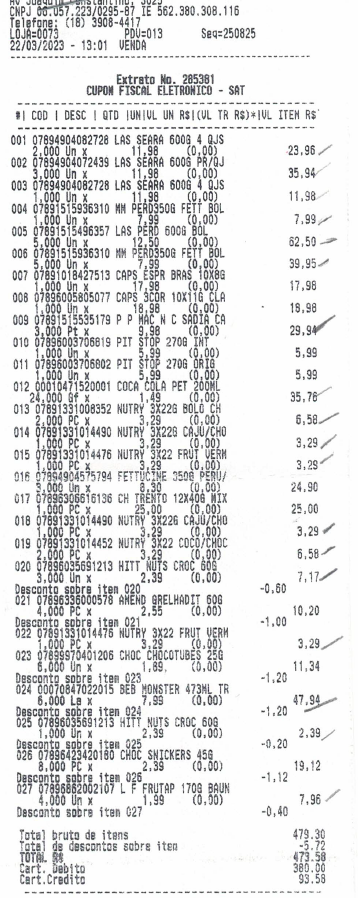 Av Joaquim Constantino, 3025
CNPJ 06.057.223/0295-87 IE 562.380.308.116
Telefone: (18) 3908-4417
LOJA=0073 PDV=013 Seq=250825
22/03/2023 - 13:01 VENDA
Extrato No. 285381
CUPOM FISCAL ELETRONICO - SAT
#| COD | DESC | QTD |UN|VL UN R$|(VL TR R$)*|VL ITEM R$
001 07894904082728 LAS SEARA 600G 4 QJS
2,000 Un x 11,98 (0,00) 23,96
002 07894904072439 LAS SEARA 600G PR/QJ
3,000 Un x 11,98 (0,00) 35,94
003 07894904082728 LAS SEARA 600G 4 QJS
1,000 Un x 11,98 (0,00) 11,98
004 07891515936310 MM PERD350G FETT BOL
1,000 Un x 7,99 (0,00) 7,99
005 07891515496357 LAS PERD 600G BOL
5,000 Un x 12,50 (0,00) 62,50
006 07891515936310 MM PERD350G FETT BOL
5,000 Un x 7,99 (0,00) 39,95
007 07891018427513 CAPS ESPR BRAS 10X8G
1,000 Un x 17,98 (0,00) 17,98
008 07896005805077 CAPS 3COR 10X11G CLA
1,000 Un x 18,98 (0,00) 18,98
009 07891515535179 P P MAC N C SADIA CA
3,000 Pt x 9,98 (0,00) 29,94
010 07896003706819 PIT STOP 270G INT
1,000 Un x 5,99 (0,00) 5,99
011 07896003706802 PIT STOP 270G ORIG
1,000 Un x 5,99 (0,00) 5,99
012 00010471520001 COCA COLA PET 200ML
24,000 Gf x 1,49 (0,00) 35,76
013 07891331008352 NUTRY 3X22G BOLO CH
2,000 PC x 3,29 (0,00) 6,58
014 07891331014490 NUTRY 3X22G CAJU/CHO
1,000 PC x 3,29 (0,00) 3,29
015 07891331014476 NUTRY 3X22 FRUT VERM
1,000 PC x 3,29 (0,00) 3,29
016 07894904575794 FETTUCINE 350G PERU/
3,000 Un x 8,30 (0,00) 24,90
017 07896306616136 CH TRENTO 12X40G MIX
1,000 PC x 25,00 (0,00) 25,00
018 07891331014490 NUTRY 3X22G CAJU/CHO
1,000 PC x 3,29 (0,00) 3,29
019 07891331014452 NUTRY 3X22 COCO/CHOC
2,000 PC x 3,29 (0,00) 6,58
020 07896035691213 HITT NUTS CROC 60G
3,000 Un x 2,39 (0,00) 7,17
Desconto sobre item 020 -0,60
021 07896336000578 AMEND GRELHADIT 60G
4,000 PC x 2,55 (0,00) 10,20
Desconto sobre item 021 -1,00
022 07891331014476 NUTRY 3X22 FRUT VERM
1,000 PC x 3,29 (0,00) 3,29
023 07899970401206 CHOC CHOCOTUBES 25G
6,000 Un x 1,89 (0,00) 11,34
Desconto sobre item 023 -1,20
024 00070847022015 BEB MONSTER 473ML TR
6,000 La x 7,99 (0,00) 47,94
Desconto sobre item 024 -1,20
025 07896035691213 HITT NUTS CROC 60G
1,000 Un x 2,39 (0,00) 2,39
Desconto sobre item 025 -0,20
026 07896423420180 CHOC SNICKERS 45G
8,000 PC x 2,39 (0,00) 19,12
Desconto sobre item 026 -1,12
027 07896862002107 L F FRUTAP 170G BAUN
4,000 Un x 1,99 (0,00) 7,96
Desconto sobre item 027 -0,40
Total bruto de itens 479.30
Total de descontos sobre item -5.72
TOTAL R$ 473.58
Cart. Debito 380.00
Cart.Credito 93.58